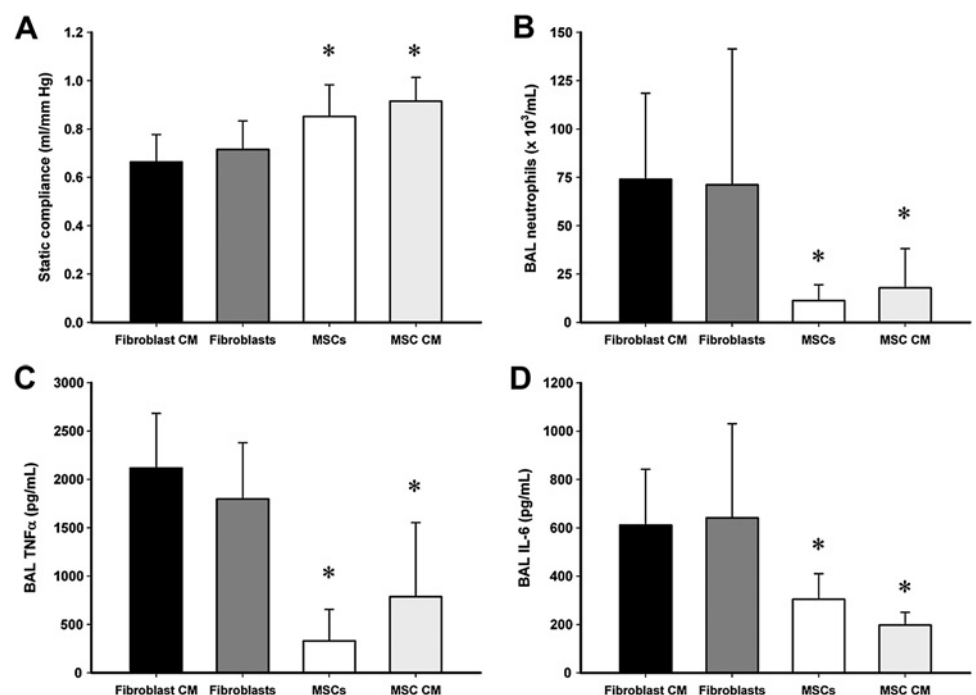 A
Static compliance (ml/mm Hg)
1.2
1.0
0.8
0.6
0.4
0.2
0.0
* *
Fibroblast CM Fibroblasts MSCs MSC CM
B
BAL neutrophils (x 10³/mL)
150
125
100
75
50
25
0
* *
Fibroblast CM Fibroblasts MSCs MSC CM
C
BAL TNFα (pg/mL)
3000
2500
2000
1500
1000
500
0
* *
Fibroblast CM Fibroblasts MSCs MSC CM
D
BAL IL-6 (pg/mL)
1200
1000
800
600
400
200
0
* *
Fibroblast CM Fibroblasts MSCs MSC CM